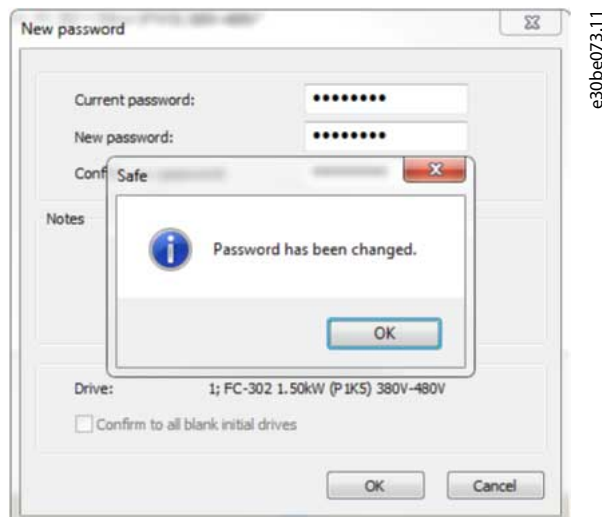 New password
Current password:
New password:
Conf
Safe
Notes
Password has been changed.
OK
Drive: 1; FC-302 1.50kW (P1K5) 380V-480V
Confirm to all blank initial drives
OK Cancel
e30be073.11